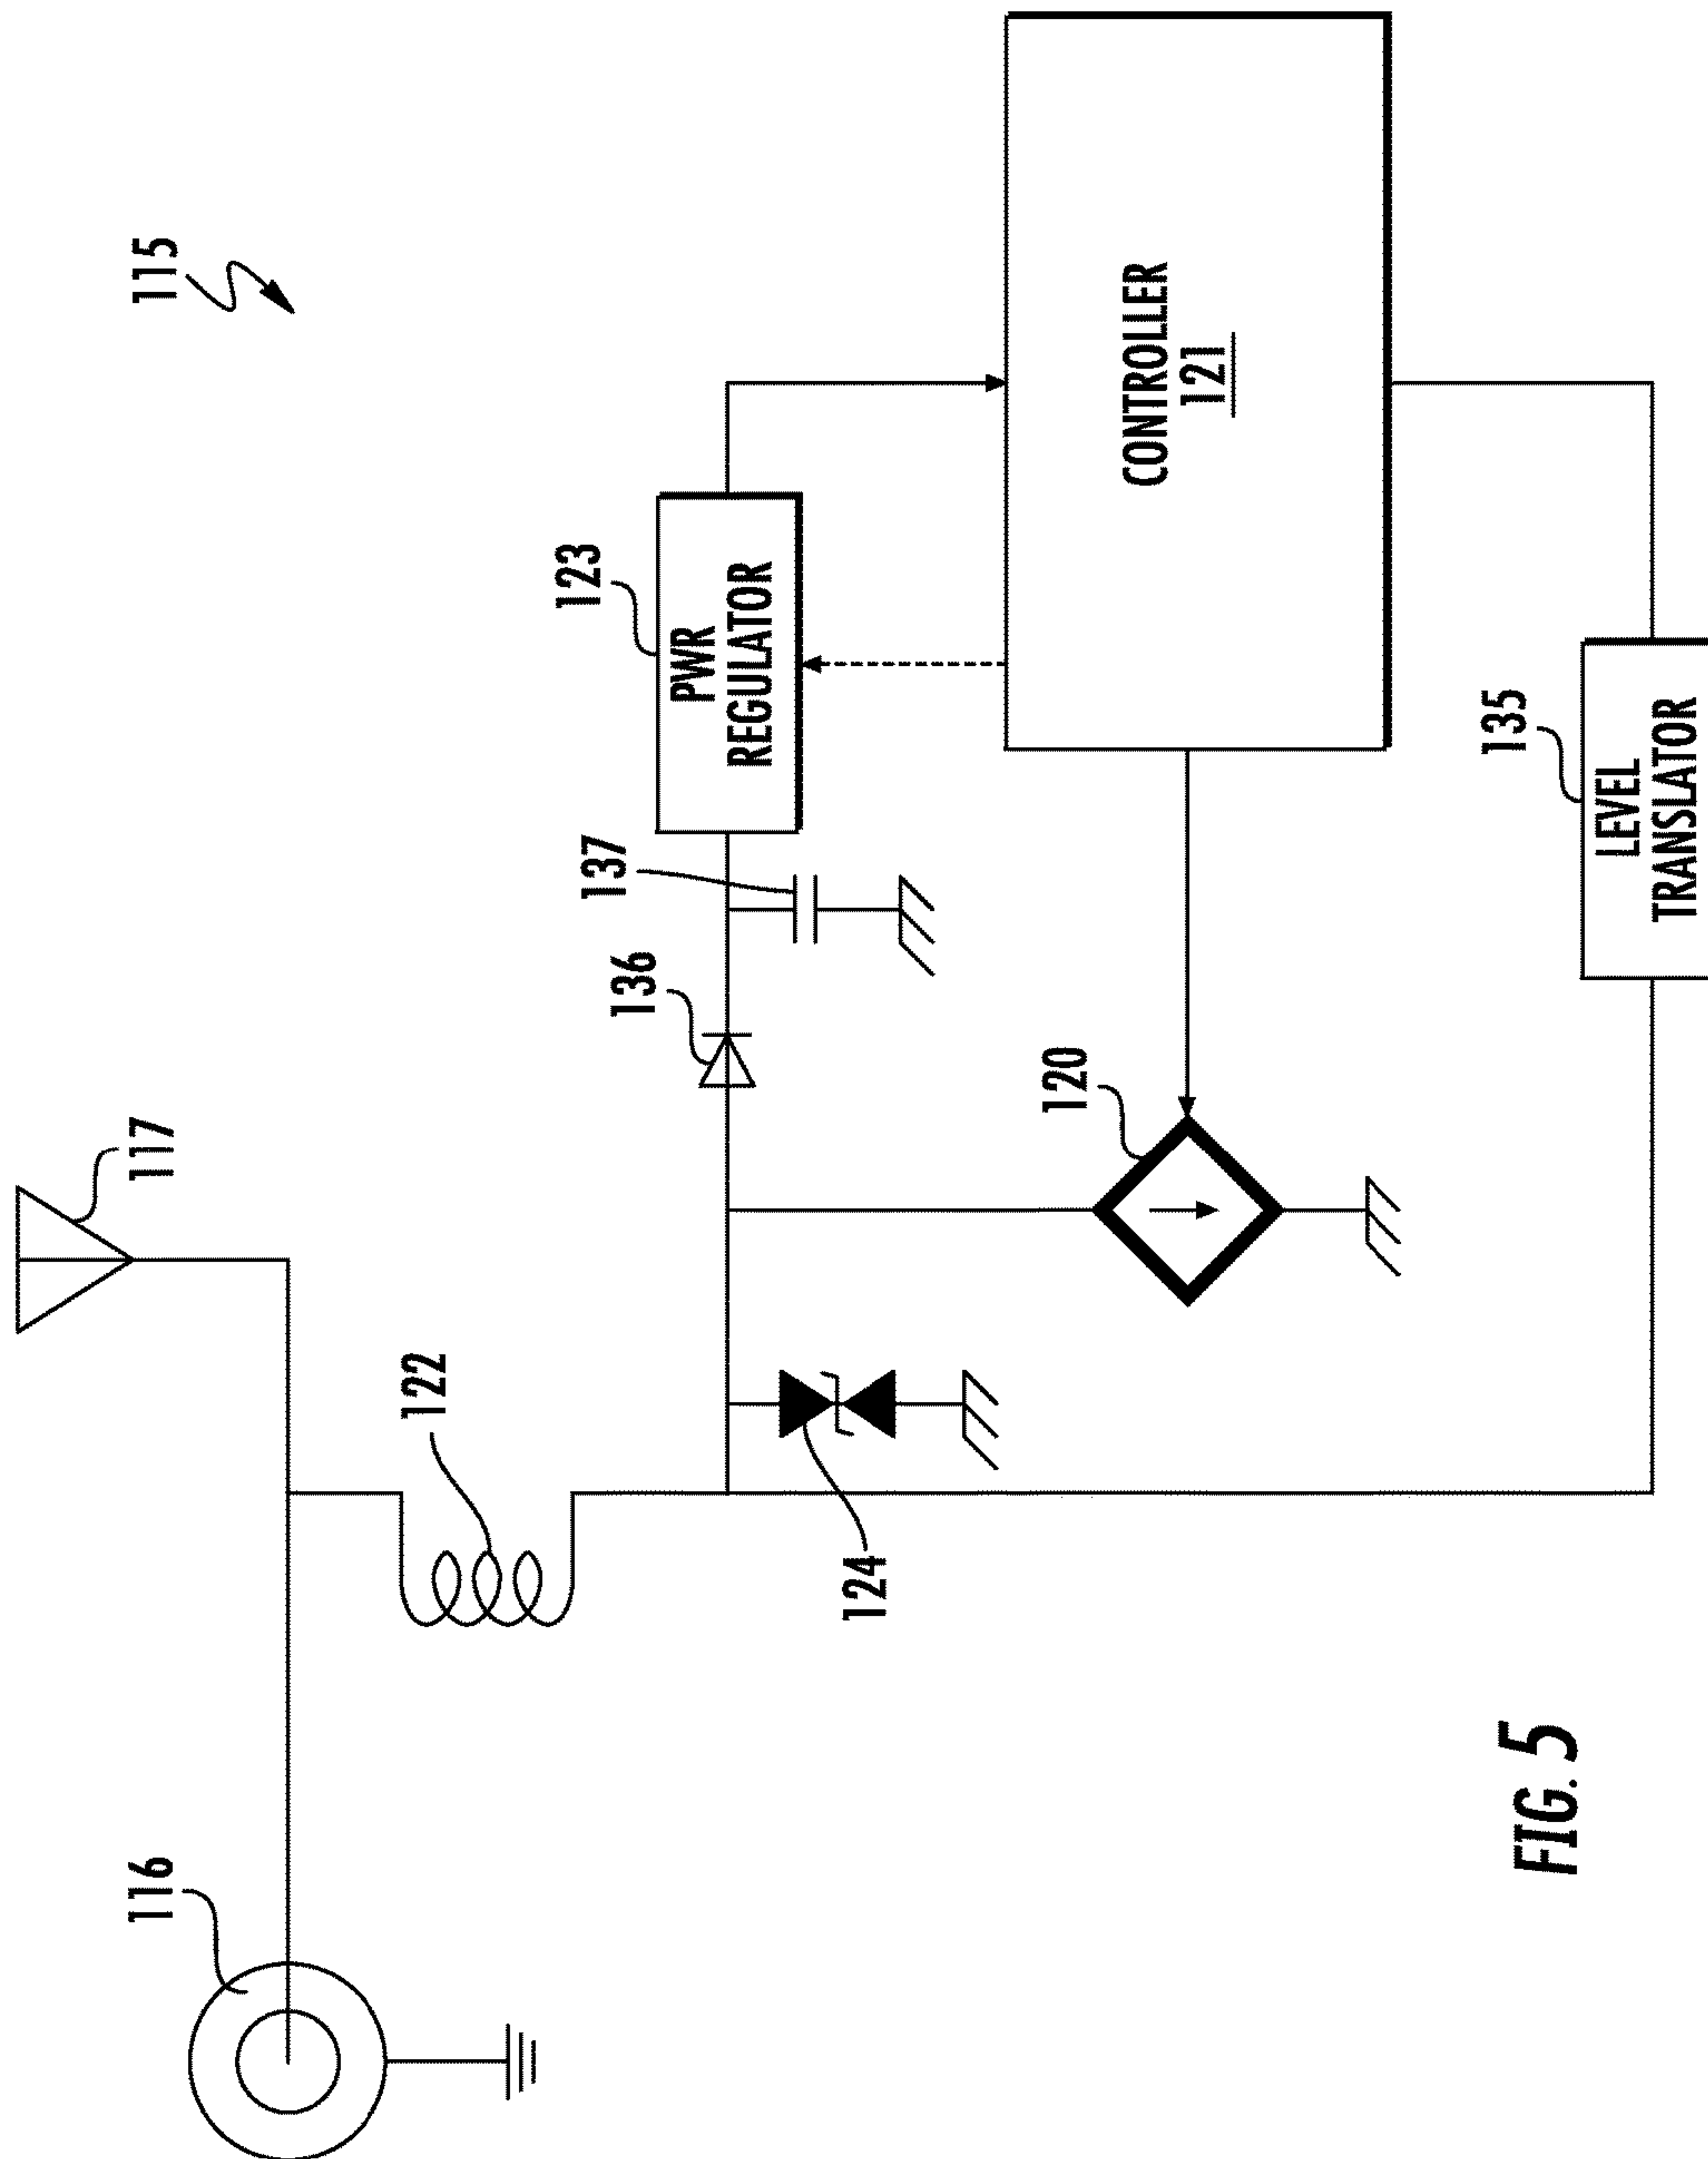 115
117
116
122
123
PWR
REGULATOR
137
136
124
120
CONTROLLER
121
135
LEVEL
TRANSLATOR
FIG. 5